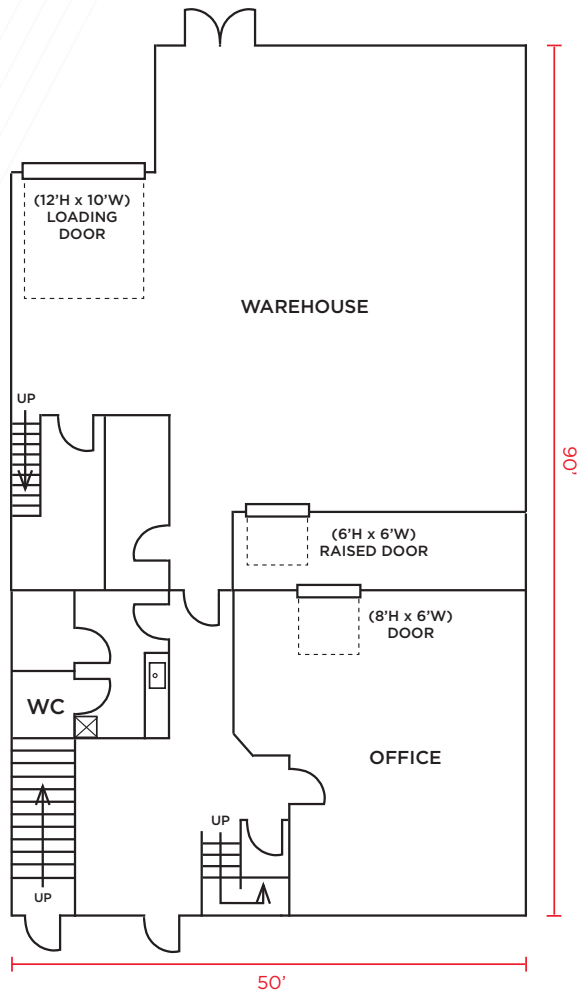 (12'H x 10'W)
LOADING
DOOR
WAREHOUSE
UP
90'
(6'H x 6'W)
RAISED DOOR
(8'H x 6'W)
DOOR
WC
OFFICE
UP
UP
50'